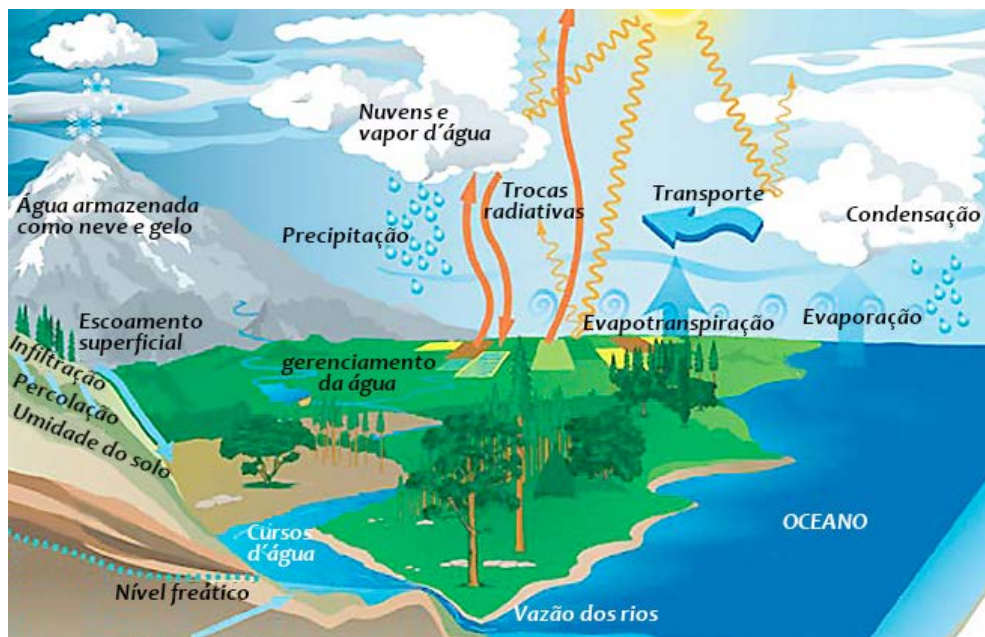 Nuvens e
vapor d´água
Água armazenada
como neve e gelo
Precipitação
Trocas
radiativas
Transporte
Condensação
Escoamento
superficial
Evapotranspiração
Evaporação
Infiltração
gerenciamento
da água
Percolação
Umidade do solo
OCEANO
Cursos
d´água
Nível freático
Vazão dos rios